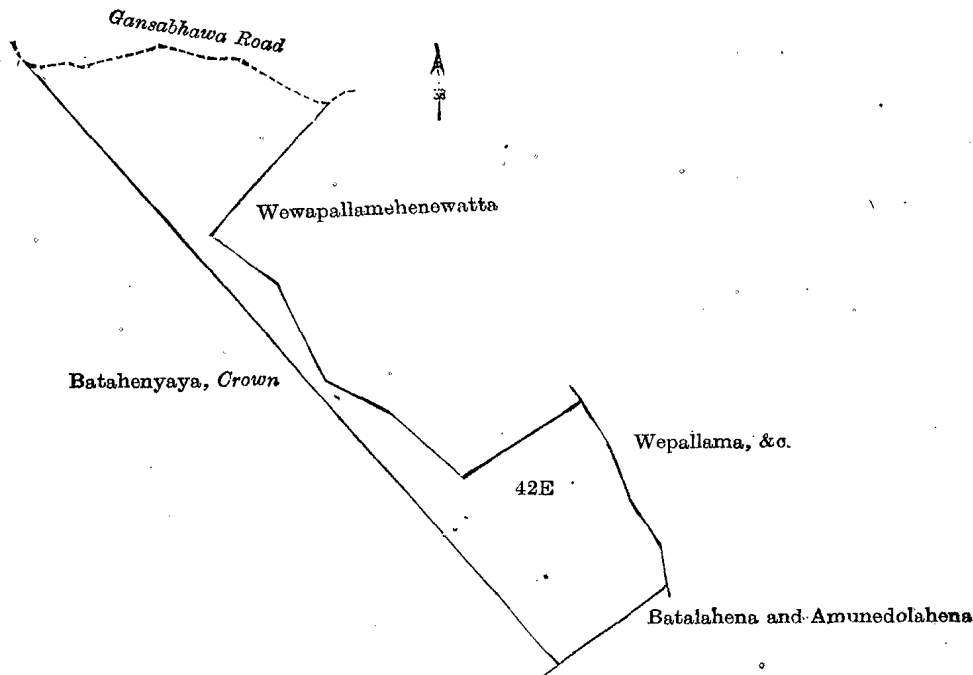 Gansabhawa Road
Wewapallamehenewatta
Batahenyaya, Crown
Wepallama, &c.
42E
Batalahena and Amunedolahena